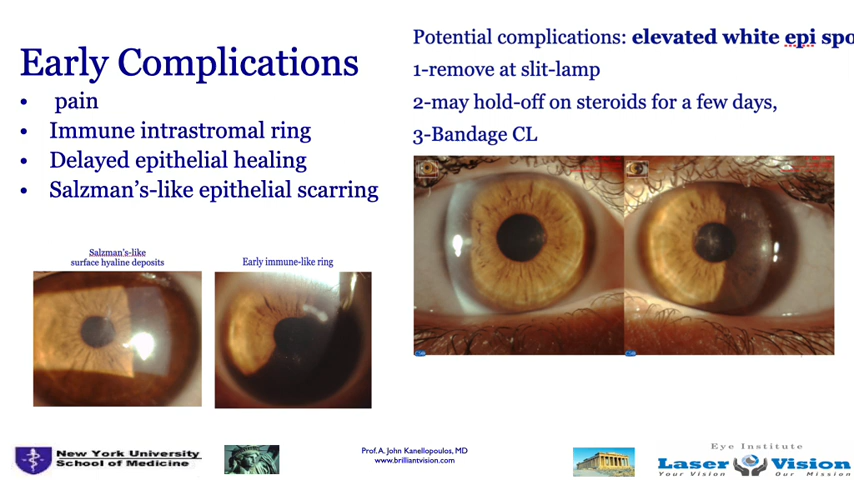 Early Complications
• pain
• Immune intrastromal ring
• Delayed epithelial healing
• Salzman's-like epithelial scarring
Potential complications: elevated white epi spo
1-remove at slit-lamp
2-may hold-off on steroids for a few days,
3-Bandage CL
Salzman's-like
surface hyaline deposits
Early immune-like ring
New York University
School of Medicine
Prof. A. John Kanellopoulos, MD
www.brilliantvision.com
Eye Institute
Laser Vision
Your Vision Our Mission